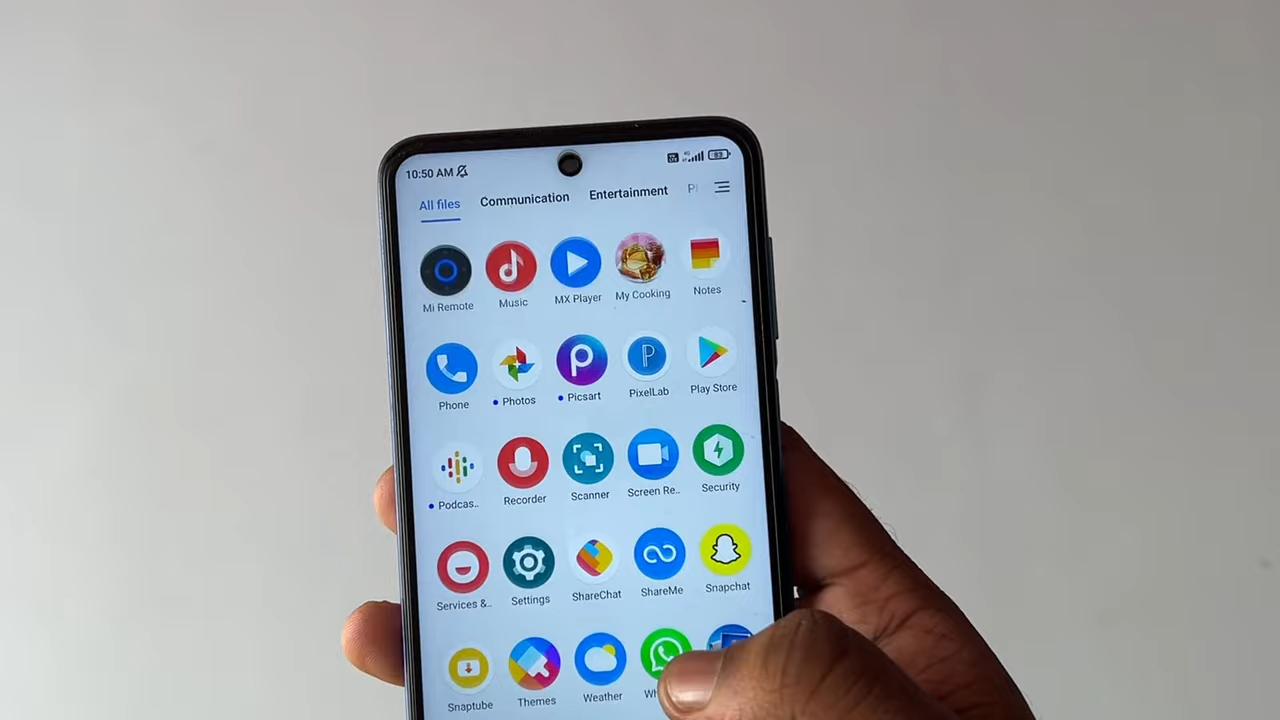 10:50 AM 83
All files Communication Entertainment
Mi Remote Music MX Player My Cooking Notes
Phone Photos Picsart PixelLab Play Store
Podcas.. Recorder Scanner Screen Re.. Security
Services &.. Settings ShareChat ShareMe Snapchat
Snaptube Themes Weather